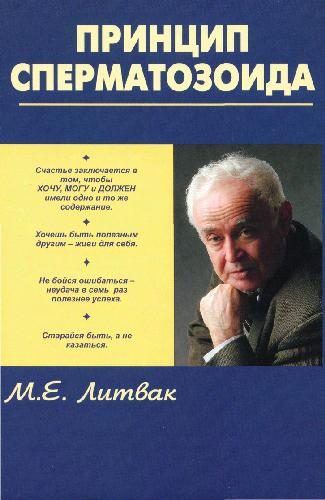 ПРИНЦИП
СПЕРМАТОЗОИДА
Счастье заключается в
том, чтобы
ХОЧУ, МОГУ и ДОЛЖЕН
имели одно и то же
содержание.
Хочешь быть полезным
другим – живи для себя.
Не бойся ошибаться –
неудача в семь раз
полезнее успеха.
Старайся быть, а не
казаться.
М.Е. Литвак